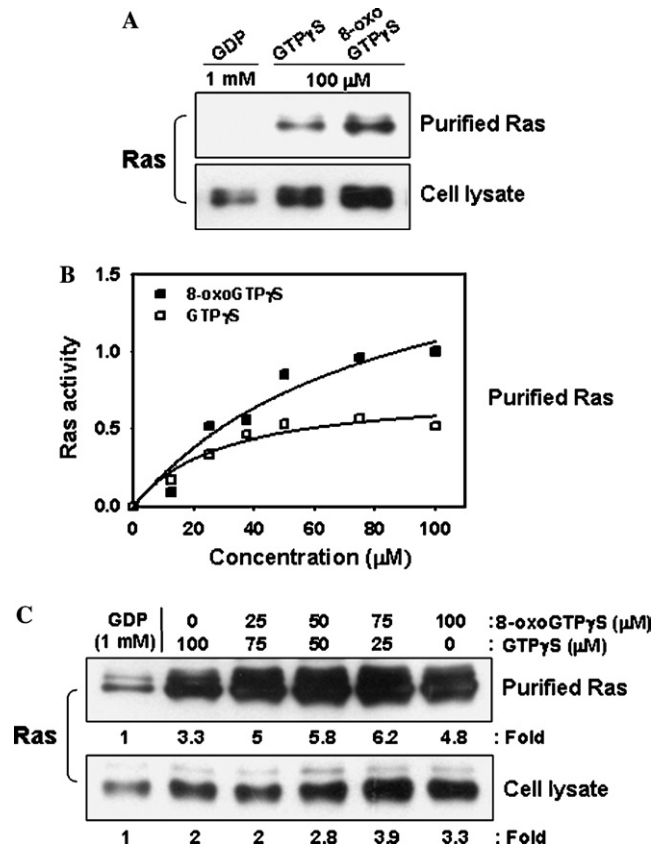 A
GDP GTPγS 8-oxo GTPγS
1 mM 100 μM
Ras
Purified Ras
Cell lysate
B
1.5
1.0
0.5
0.0
8-oxoGTPγS
GTPγS
Ras activity
Purified Ras
0 20 40 60 80 100
Concentration (μM)
C
GDP (1 mM)
0 25 50 75 100 :8-oxoGTPγS (μM)
100 75 50 25 0 : GTPγS (μM)
Ras
Purified Ras
1 3.3 5 5.8 6.2 4.8 : Fold
Cell lysate
1 2 2 2.8 3.9 3.3 : Fold